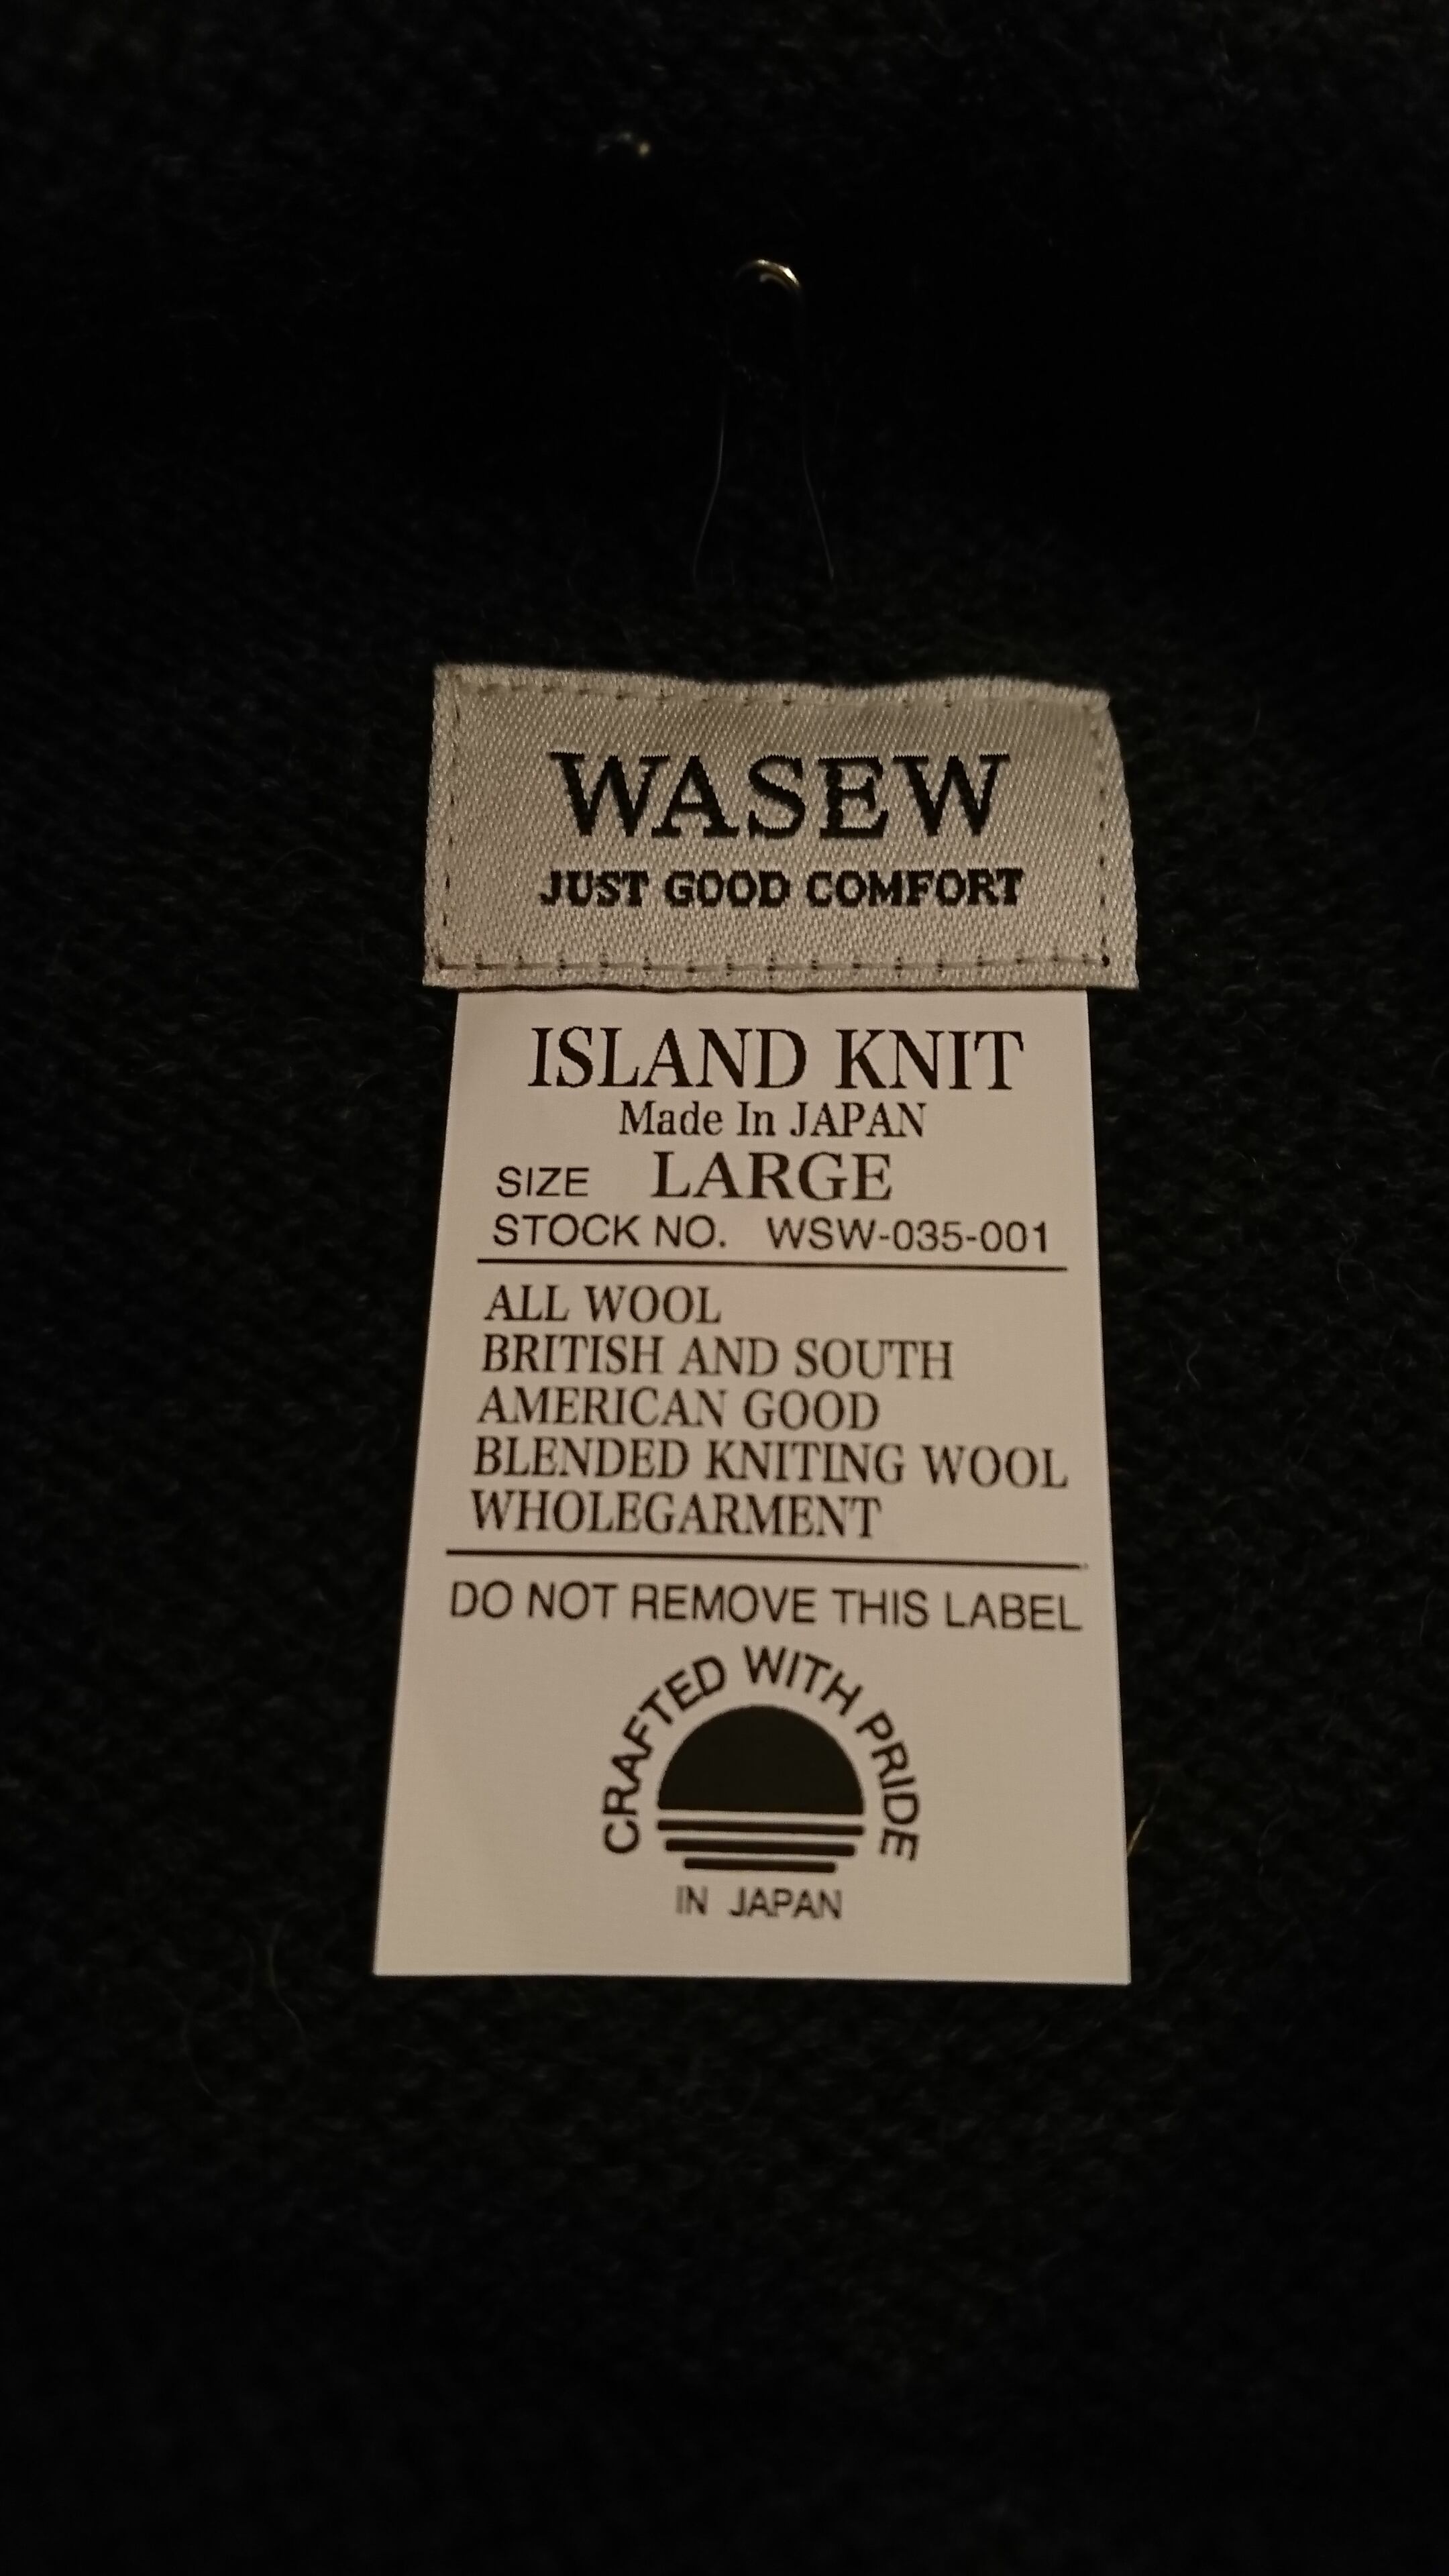 WASEW
JUST GOOD COMFORT
ISLAND KNIT
Made In JAPAN
SIZE LARGE
STOCK NO. WSW-035-001
ALL WOOL
BRITISH AND SOUTH
AMERICAN GOOD
BLENDED KNITING WOOL
WHOLEGARMENT
DO NOT REMOVE THIS LABEL
CRAFTED WITH PRIDE
IN JAPAN